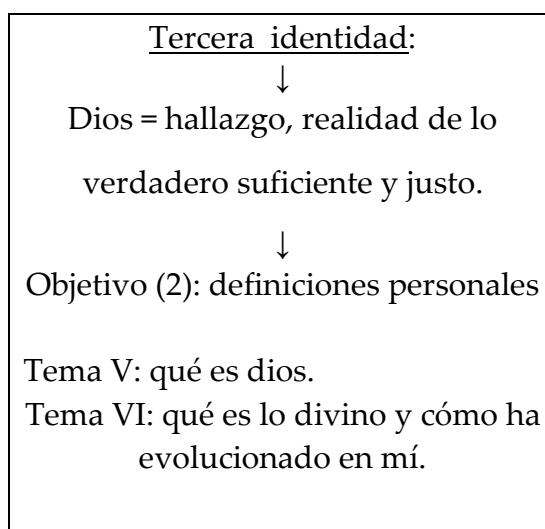 Tercera identidad:
↓
Dios = hallazgo, realidad de lo
verdadero suficiente y justo.
↓
Objetivo (2): definiciones personales
Tema V: qué es dios.
Tema VI: qué es lo divino y cómo ha
evolucionado en mí.